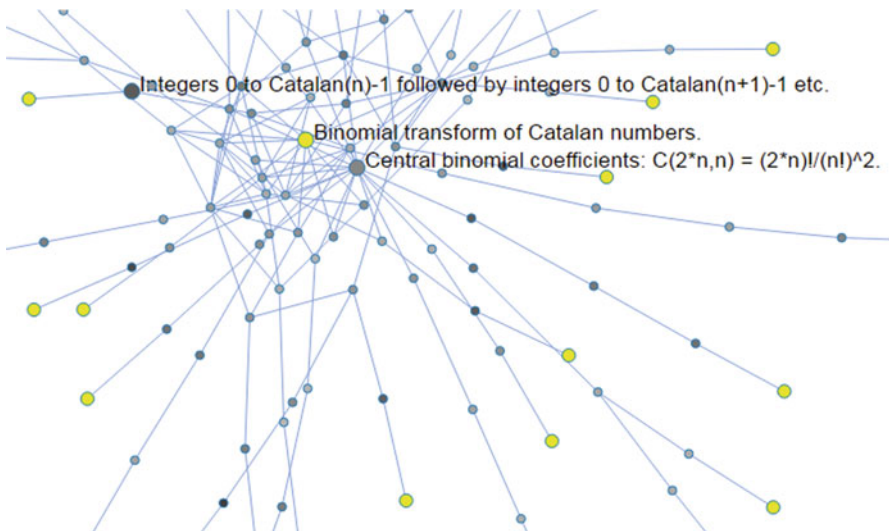 Integers 0 to Catalan(n)-1 followed by integers 0 to Catalan(n+1)-1 etc.
Binomial transform of Catalan numbers.
Central binomial coefficients: C(2*n,n) = (2*n)!/(n!)^2.